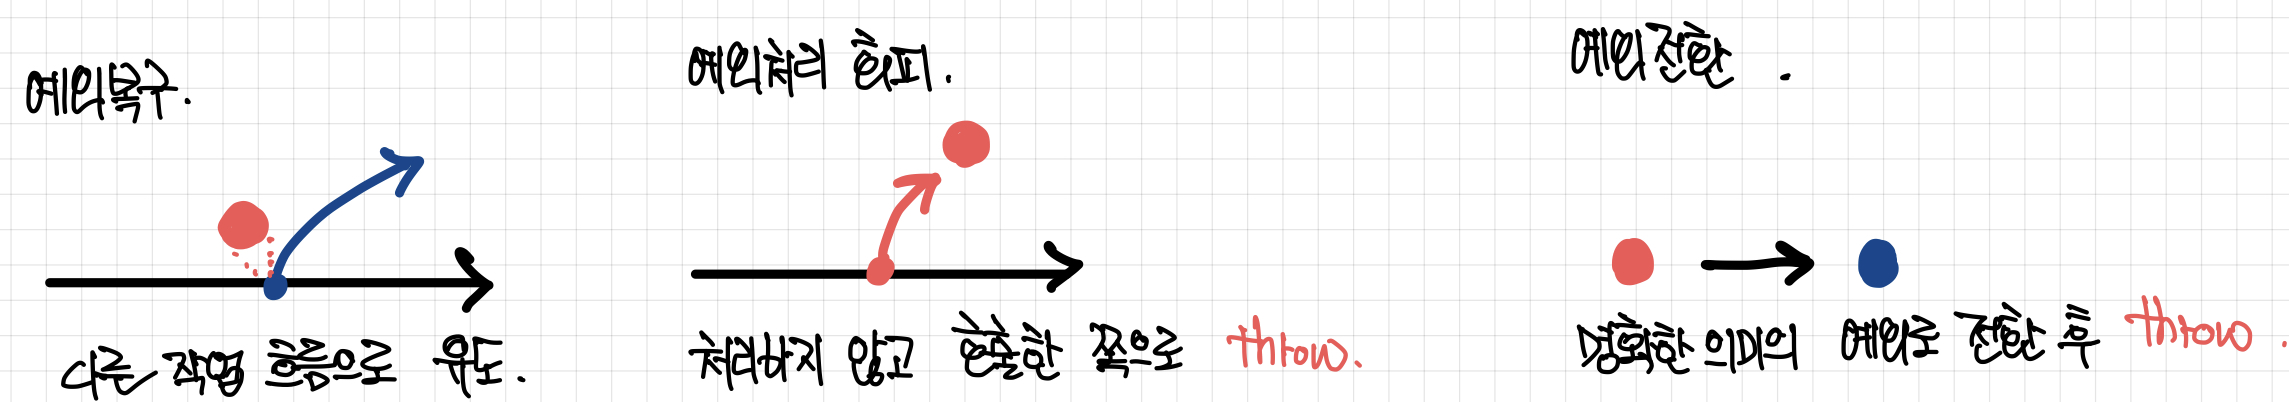 예외복구.
다른 작업 흐름으로 유도.
예외처리 회피.
처리하지 않고 호출한 쪽으로 throw.
예외전환.
명확한 의미의 예외로 전환 후 throw.